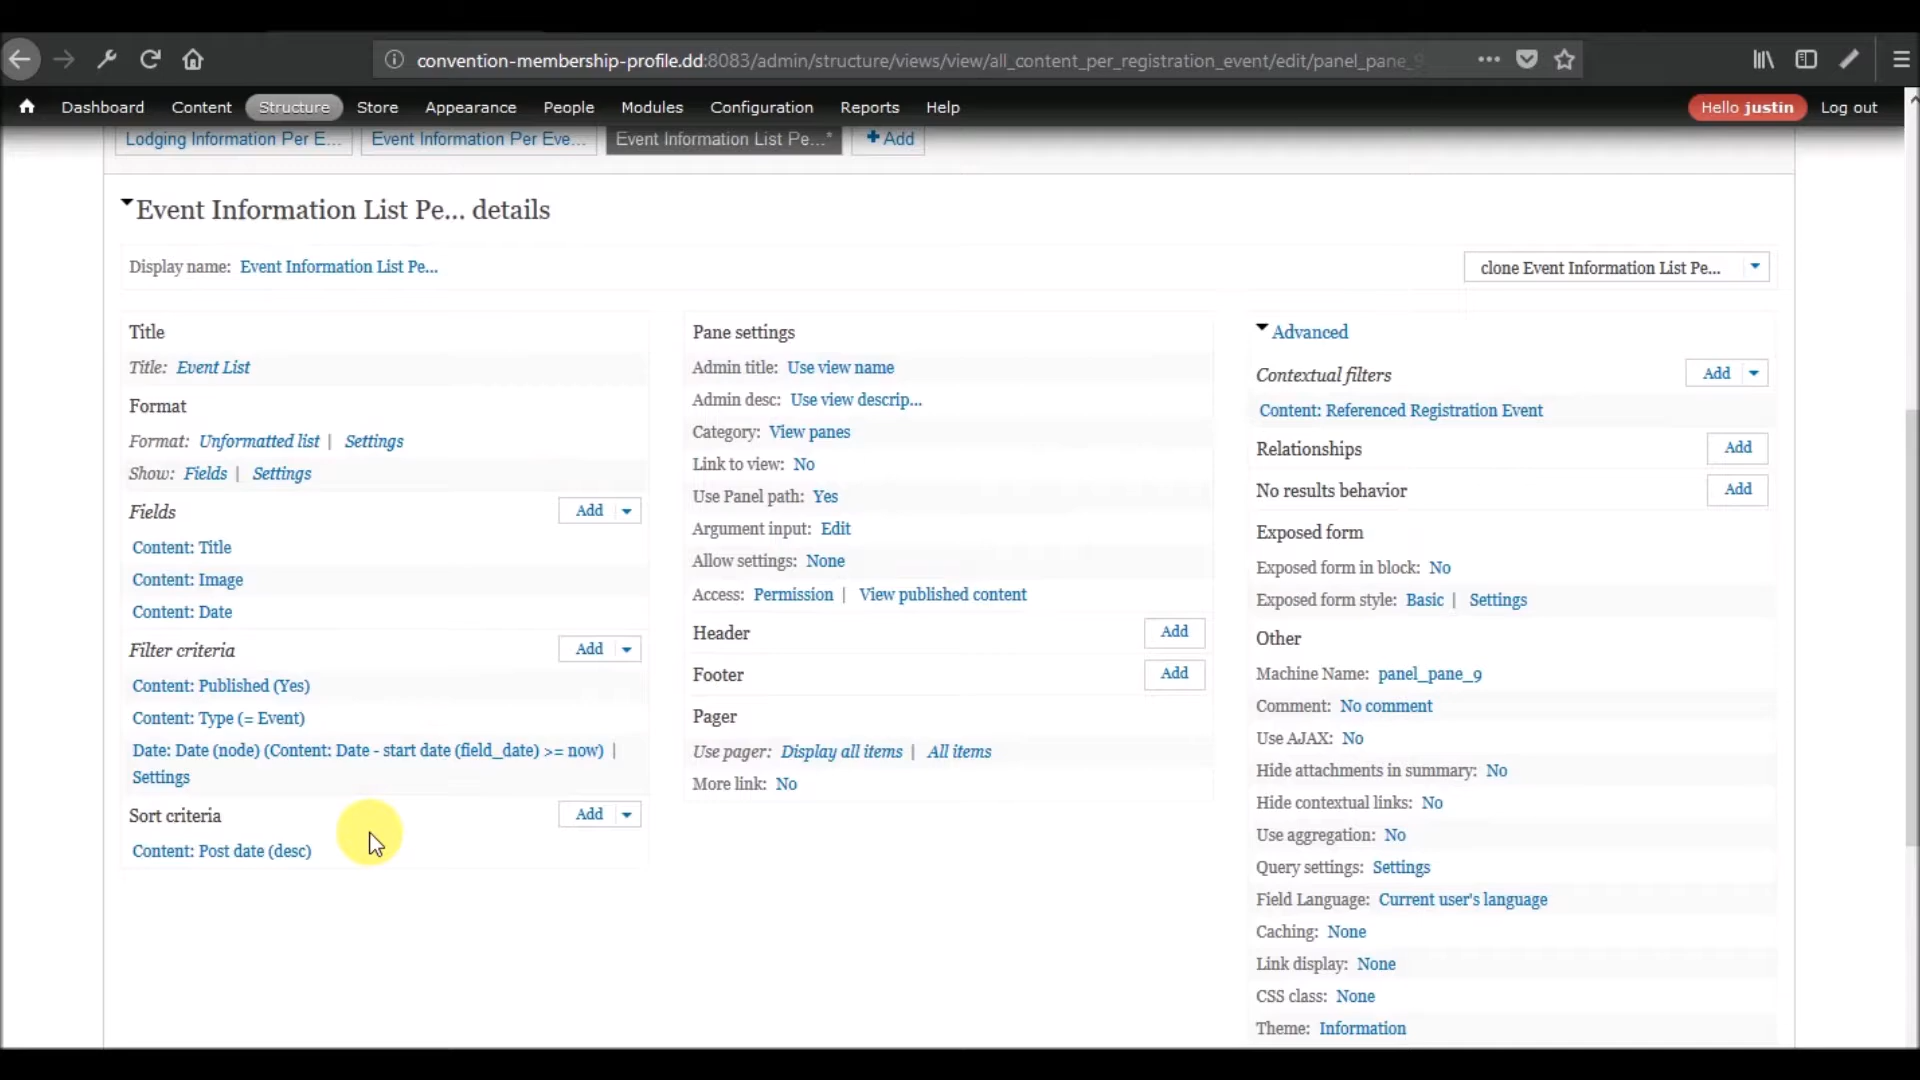 convention-membership-profile.dd:8083/admin/structure/views/view/all_content_per_registration_event/edit/panel_pane_9
Dashboard Content Structure Store Appearance People Modules Configuration Reports Help Hello justin Log out
Lodging Information Per E... Event Information Per Eve... Event Information List Pe...* Add
Event Information List Pe... details
Display name: Event Information List Pe... clone Event Information List Pe...
Title
Title: Event List
Format
Format: Unformatted list | Settings
Show: Fields | Settings
Fields Add
Content: Title
Content: Image
Content: Date
Filter criteria Add
Content: Published (Yes)
Content: Type (= Event)
Date: Date (node) (Content: Date - start date (field_date) >= now) |
Settings
Sort criteria Add
Content: Post date (desc)
Pane settings
Admin title: Use view name
Admin desc: Use view descrip...
Category: View panes
Link to view: No
Use Panel path: Yes
Argument input: Edit
Allow settings: None
Access: Permission | View published content
Header Add
Footer Add
Pager
Use pager: Display all items | All items
More link: No
Advanced
Contextual filters Add
Content: Referenced Registration Event
Relationships Add
No results behavior Add
Exposed form
Exposed form in block: No
Exposed form style: Basic | Settings
Other
Machine Name: panel_pane_9
Comment: No comment
Use AJAX: No
Hide attachments in summary: No
Hide contextual links: No
Use aggregation: No
Query settings: Settings
Field Language: Current user's language
Caching: None
Link display: None
CSS class: None
Theme: Information